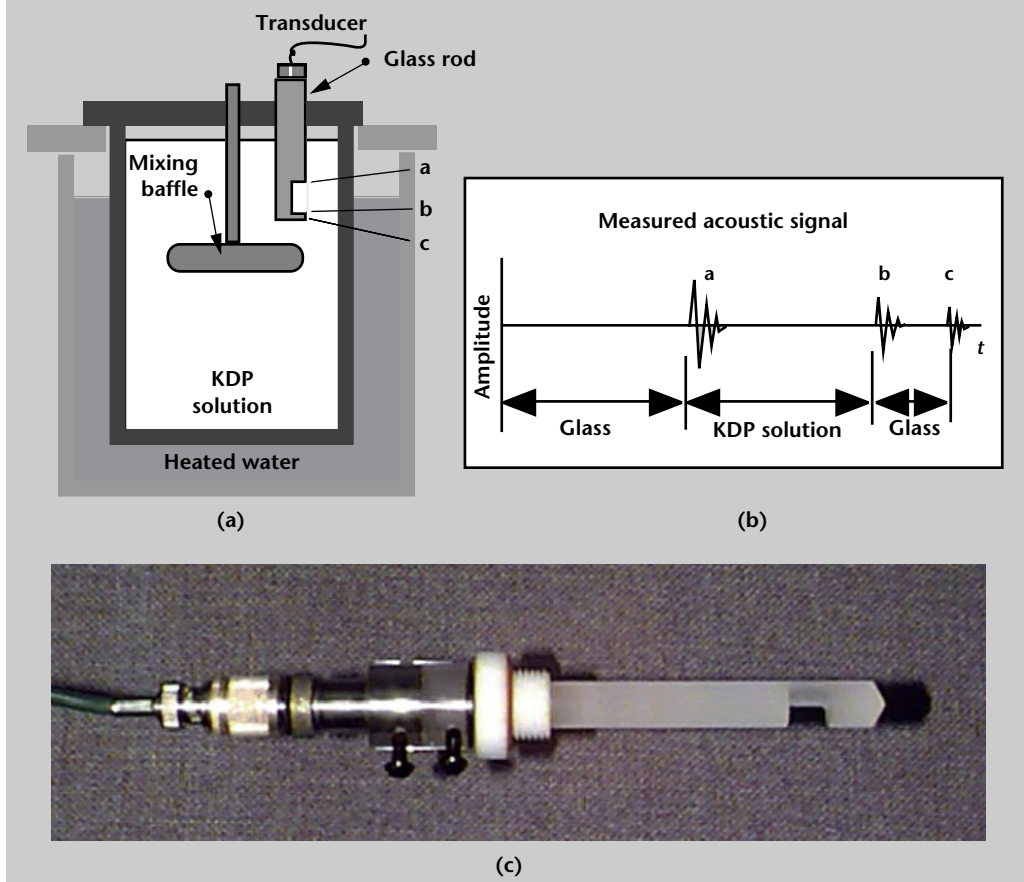 Transducer
Glass rod
Mixing
baffle
a
b
c
KDP
solution
Heated water
(a)
Measured acoustic signal
Amplitude
a
b
c
t
Glass
KDP solution
Glass
(b)
(c)